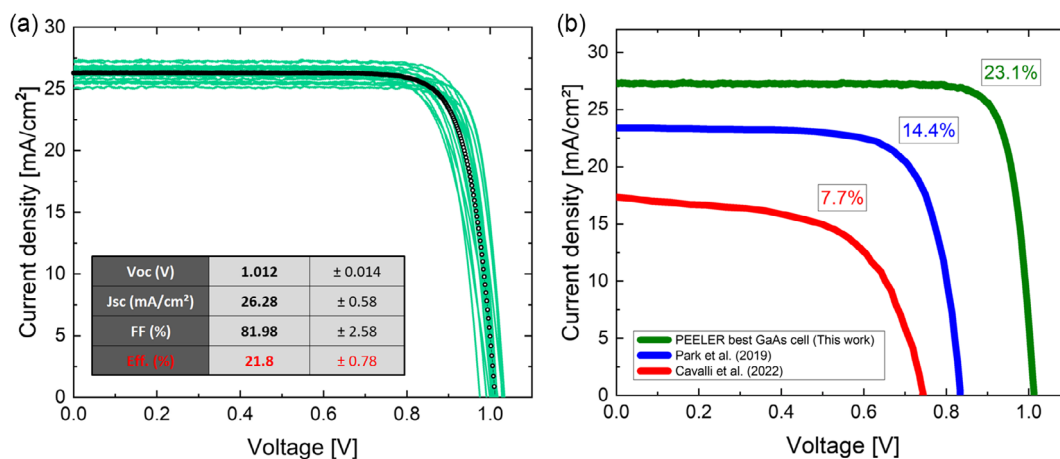 (a)
30
25
20
15
10
5
0
Current density [mA/cm²]
Voc (V) 1.012 ± 0.014
Jsc (mA/cm²) 26.28 ± 0.58
FF (%) 81.98 ± 2.58
Eff. (%) 21.8 ± 0.78
0.0 0.2 0.4 0.6 0.8 1.0
Voltage [V]
(b)
30
25
20
15
10
5
0
Current density [mA/cm²]
23.1%
14.4%
7.7%
PEELER best GaAs cell (This work)
Park et al. (2019)
Cavalli et al. (2022)
0.0 0.2 0.4 0.6 0.8 1.0
Voltage [V]